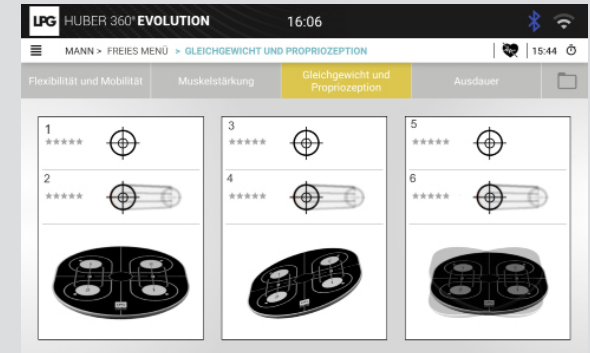 LPG HUBER 360° EVOLUTION 16:06
MANN > FREIES MENÜ > GLEICHGEWICHT UND PROPRIOZEPTION 15:44
Flexibilität und Mobilität Muskelstärkung Gleichgewicht und Propriozeption Ausdauer
1 3 5
2 4 6
LPG